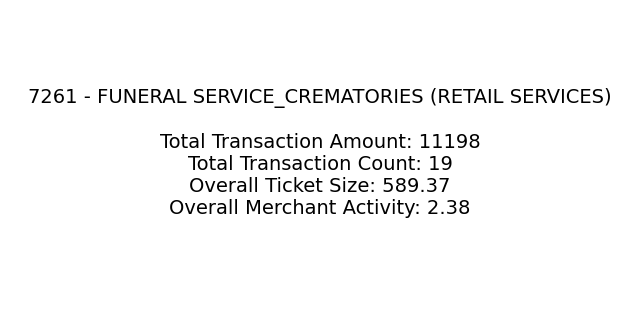 7261 - FUNERAL SERVICE_CREMATORIES (RETAIL SERVICES)
Total Transaction Amount: 11198
Total Transaction Count: 19
Overall Ticket Size: 589.37
Overall Merchant Activity: 2.38